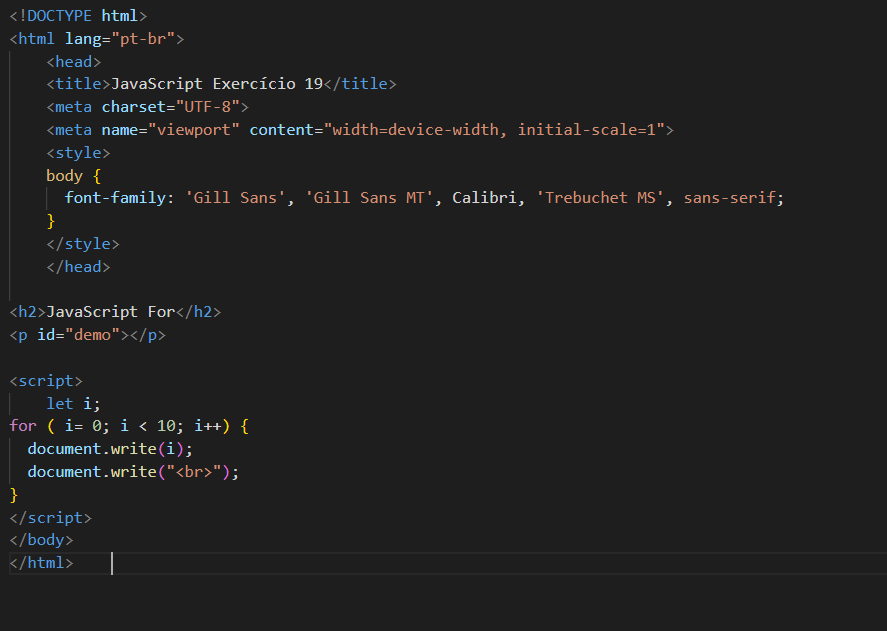 <!DOCTYPE html>
<html lang="pt-br">
<head>
<title>JavaScript Exercício 19</title>
<meta charset="UTF-8">
<meta name="viewport" content="width=device-width, initial-scale=1">
<style>
body {
font-family: 'Gill Sans', 'Gill Sans MT', Calibri, 'Trebuchet MS', sans-serif;
}
</style>
</head>
<h2>JavaScript For</h2>
<p id="demo"></p>
<script>
let i;
for ( i= 0; i < 10; i++) {
document.write(i);
document.write("<br>");
}
</script>
</body>
</html>